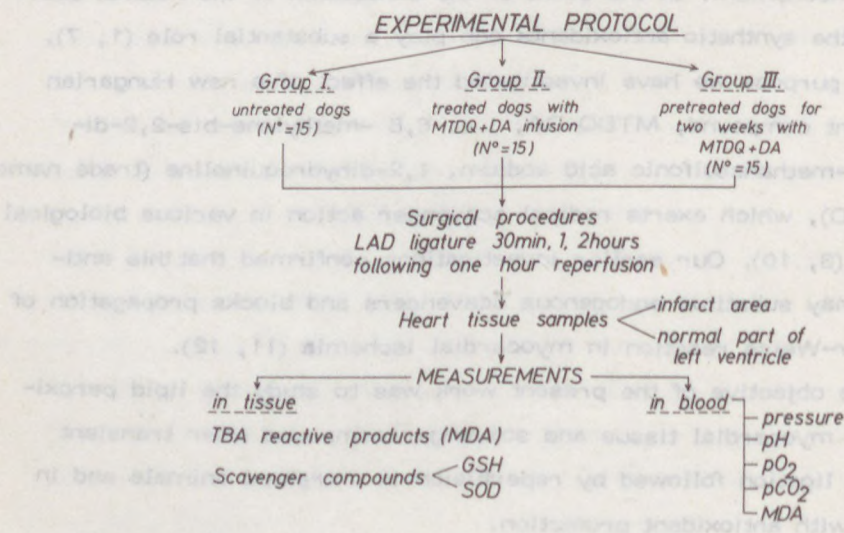 EXPERIMENTAL PROTOCOL
Group I.
untreated dogs
(N°=15)
Group II.
treated dogs with
MTDQ+DA infusion
(N°=15)
Group III.
pretreated dogs for
two weeks with
MTDQ+DA
(N°=15)
Surgical procedures
LAD ligature 30min, 1, 2hours
following one hour reperfusion
Heart tissue samples
infarct area
normal part of
left ventricle
MEASUREMENTS
in tissue
TBA reactive products (MDA)
Scavenger compounds
GSH
SOD
in blood
pressure
pH
pO2
pCO2
MDA